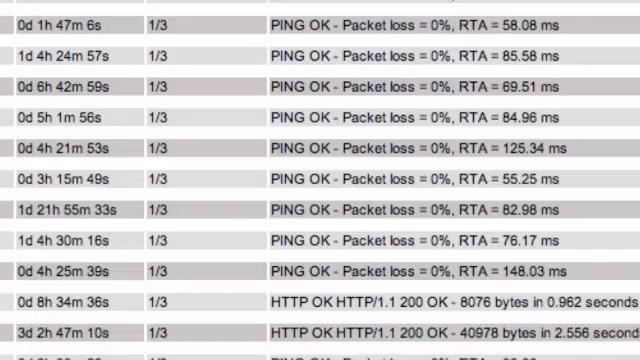 0d 1h 47m 6s 1/3 PING OK - Packet loss = 0%, RTA = 58.08 ms
1d 4h 24m 57s 1/3 PING OK - Packet loss = 0%, RTA = 85.58 ms
0d 6h 42m 59s 1/3 PING OK - Packet loss = 0%, RTA = 69.51 ms
0d 5h 1m 56s 1/3 PING OK - Packet loss = 0%, RTA = 84.96 ms
0d 4h 21m 53s 1/3 PING OK - Packet loss = 0%, RTA = 125.34 ms
0d 3h 15m 49s 1/3 PING OK - Packet loss = 0%, RTA = 55.25 ms
1d 21h 55m 33s 1/3 PING OK - Packet loss = 0%, RTA = 82.98 ms
1d 4h 30m 16s 1/3 PING OK - Packet loss = 0%, RTA = 76.17 ms
0d 4h 25m 39s 1/3 PING OK - Packet loss = 0%, RTA = 148.03 ms
0d 8h 34m 36s 1/3 HTTP OK HTTP/1.1 200 OK - 8076 bytes in 0.962 seconds
3d 2h 47m 10s 1/3 HTTP OK HTTP/1.1 200 OK - 40978 bytes in 2.556 seconds
1/3 PING OK - Packet loss = 0%, RTA =